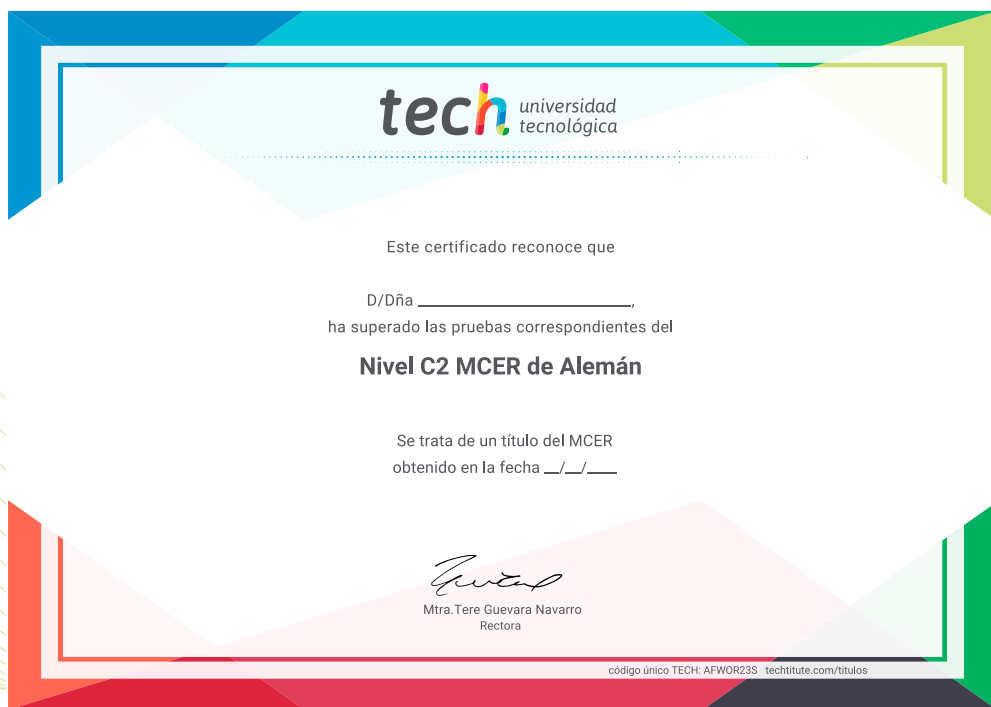 tech universidad
tecnológica
Este certificado reconoce que
D/Dña ____________________,
ha superado las pruebas correspondientes del
Nivel C2 MCER de Alemán
Se trata de un título del MCER
obtenido en la fecha __/__/____
Mtra.Tere Guevara Navarro
Rectora
código único TECH: AFWOR23S techtitute.com/titulos